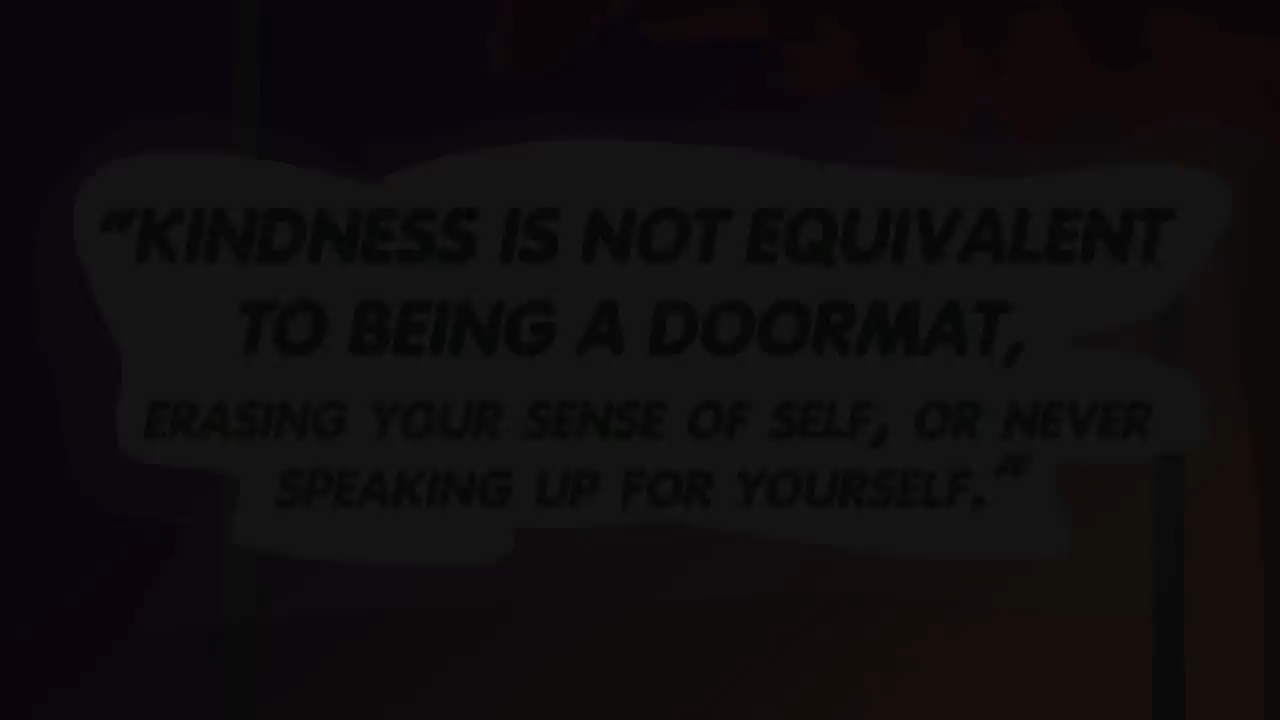 “KINDNESS IS NOT EQUIVALENT
TO BEING A DOORMAT,
ERASING YOUR SENSE OF SELF, OR NEVER
SPEAKING UP FOR YOURSELF.”